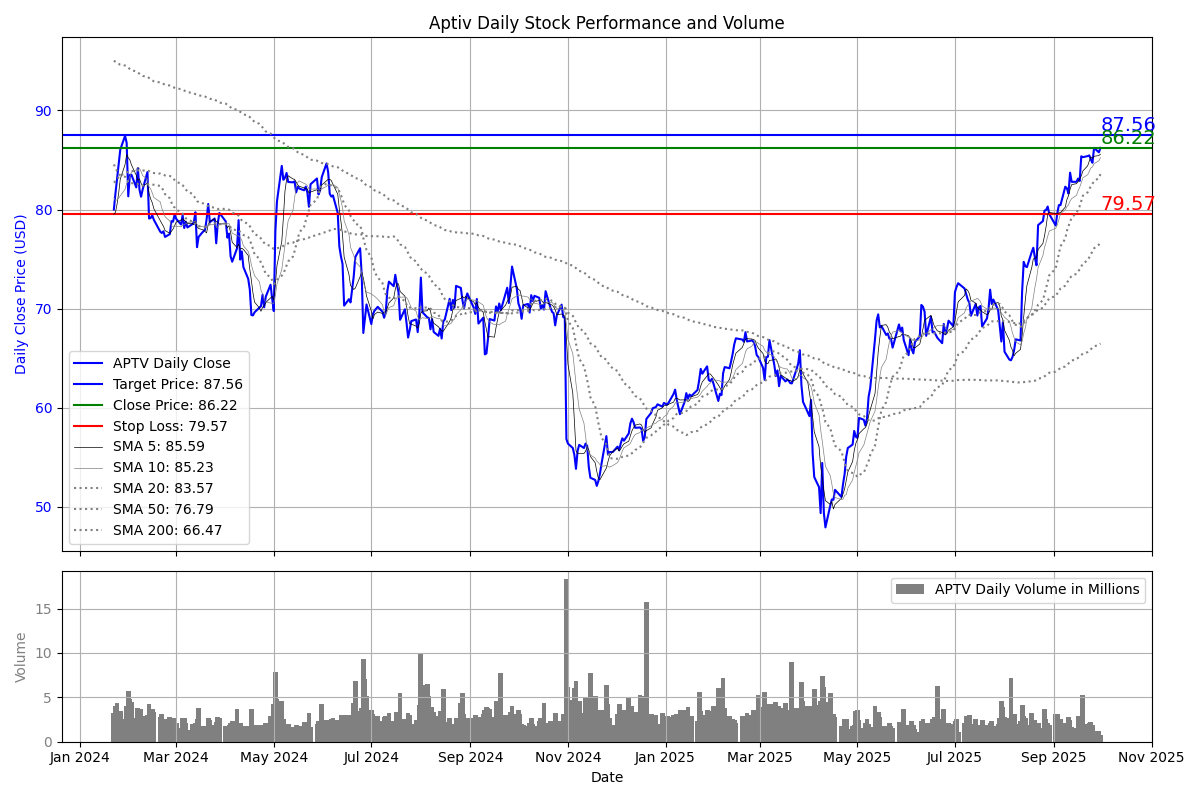 Aptiv Daily Stock Performance and Volume
Daily Close Price (USD)
90
80
70
60
50
87.56
86.22
79.57
APTV Daily Close
Target Price: 87.56
Close Price: 86.22
Stop Loss: 79.57
SMA 5: 85.59
SMA 10: 85.23
SMA 20: 83.57
SMA 50: 76.79
SMA 200: 66.47
Volume
15
10
5
0
APTV Daily Volume in Millions
Jan 2024 Mar 2024 May 2024 Jul 2024 Sep 2024 Nov 2024 Jan 2025 Mar 2025 May 2025 Jul 2025 Sep 2025 Nov 2025
Date